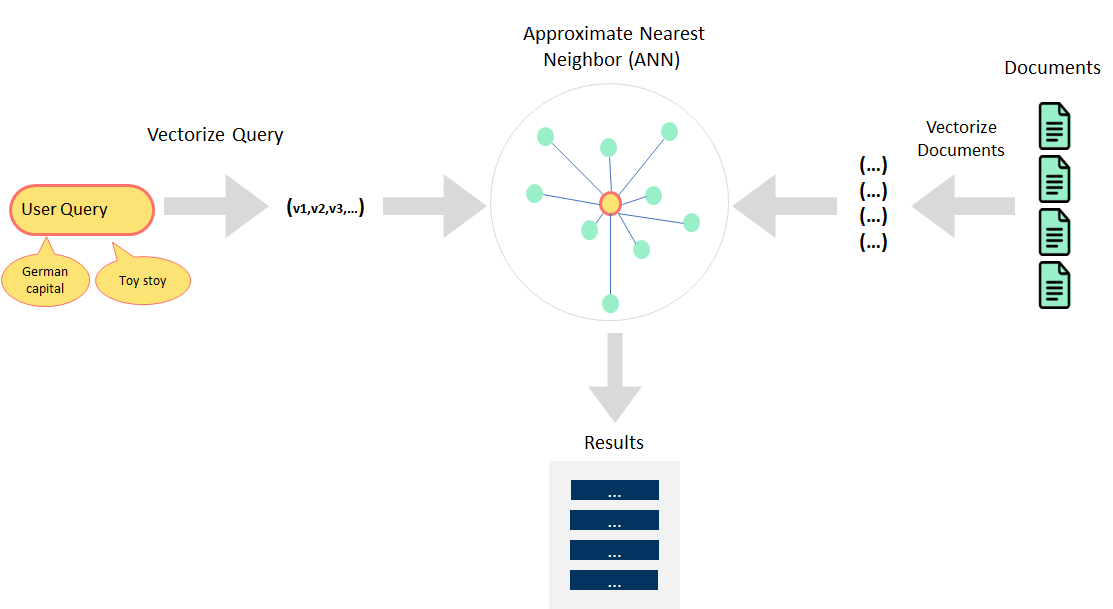 Approximate Nearest
Neighbor (ANN)
Documents
Vectorize Query
Vectorize
Documents
User Query
(v1,v2,v3,...)
(...)
(...)
(...)
(...)
German
capital
Toy stoy
Results
...
...
...
...